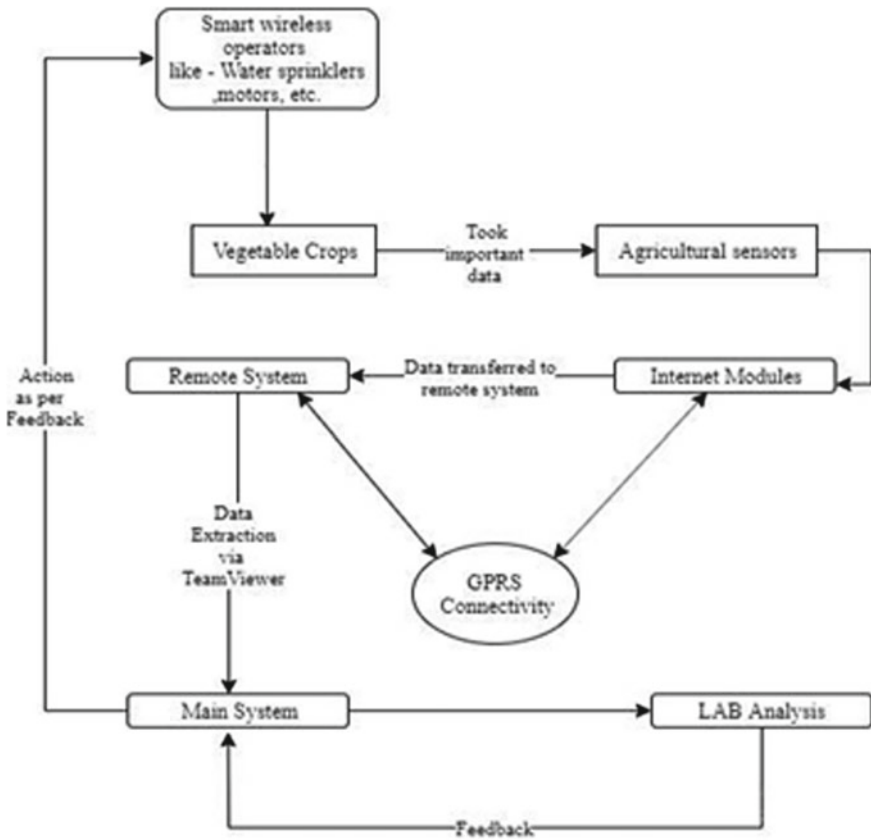 Smart wireless
operators
like - Water sprinklers
,motors, etc.
Vegetable Crops
Took
important
data
Agricultural sensors
Remote System
Data transferred to
remote system
Internet Modules
Action
as per
Feedback
Data
Extraction
via
TeamViewer
GPRS
Connectivity
Main System
LAB Analysis
Feedback